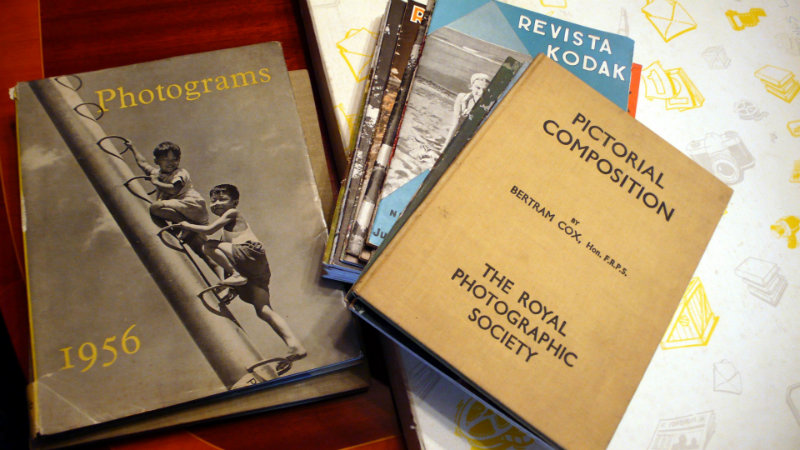 Photograms
1956
REVISTA
KODAK
PICTORIAL
COMPOSITION
BY
BERTRAM COX, Hon. F.R.P.S.
THE ROYAL
PHOTOGRAPHIC
SOCIETY